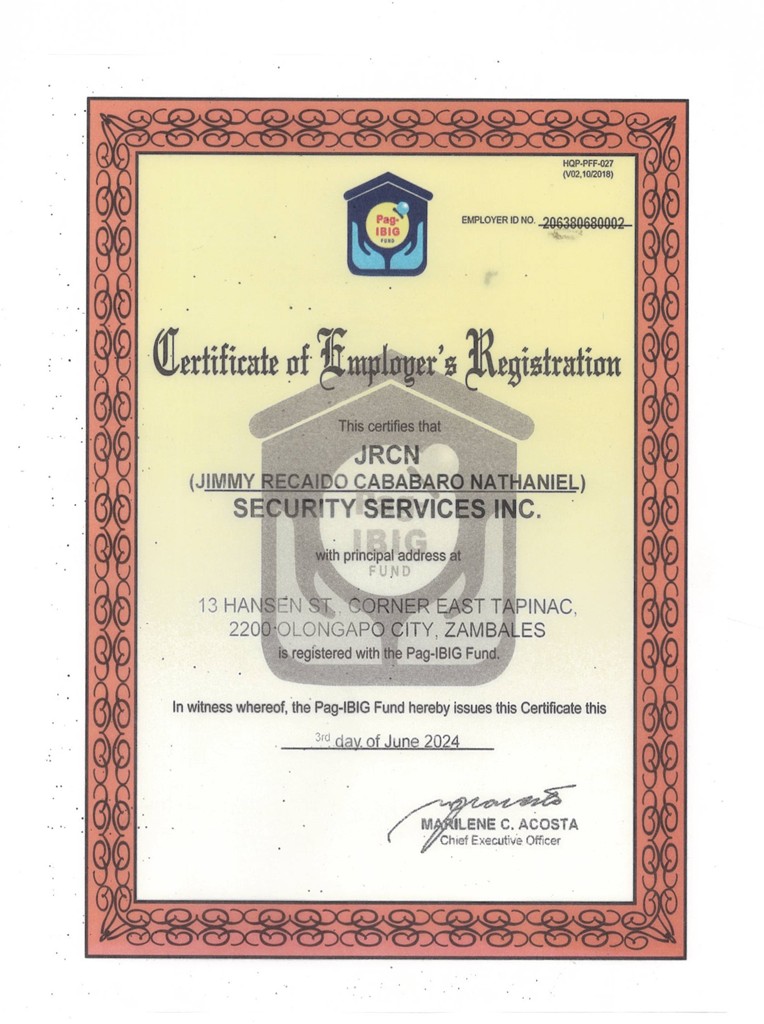 HQP-PFF-027
(V02,10/2018)
Pag-
IBIG
FUND
EMPLOYER ID NO. 206380680002
Certificate of Employer's Registration
This certifies that
JRCN
(JIMMY RECAIDO CABABARO NATHANIEL)
SECURITY SERVICES INC.
Pag-
IBIG
FUND
with principal address at
13 HANSEN ST., CORNER EAST TAPINAC,
2200 OLONGAPO CITY, ZAMBALES
is registered with the Pag-IBIG Fund.
In witness whereof, the Pag-IBIG Fund hereby issues this Certificate this
3rd day of June 2024
MARILENE C. ACOSTA
Chief Executive Officer